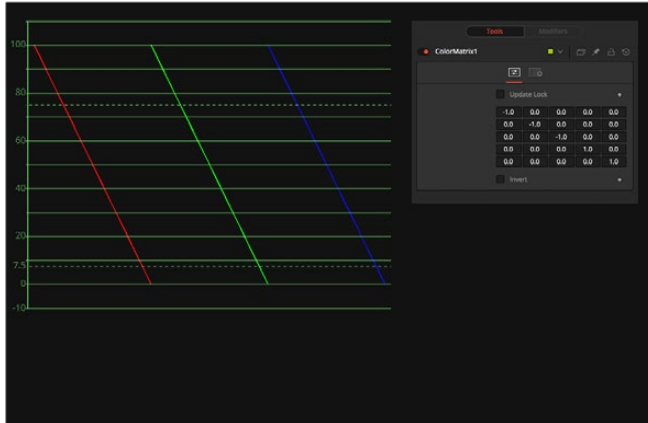 Tools Modifiers
ColorMatrix1
Update Lock
-1.0 0.0 0.0 0.0 0.0
0.0 -1.0 0.0 0.0 0.0
0.0 0.0 -1.0 0.0 0.0
0.0 0.0 0.0 1.0 0.0
0.0 0.0 0.0 0.0 1.0
Invert
100
80
60
40
20
7.5
0
-10